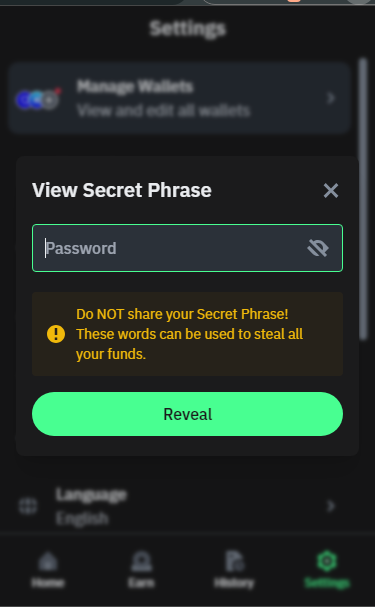 Settings
Manage Wallets
View and edit all wallets
View Secret Phrase
Password
Do NOT share your Secret Phrase!
These words can be used to steal all
your funds.
Reveal
Language
English
Home
Earn
History
Settings